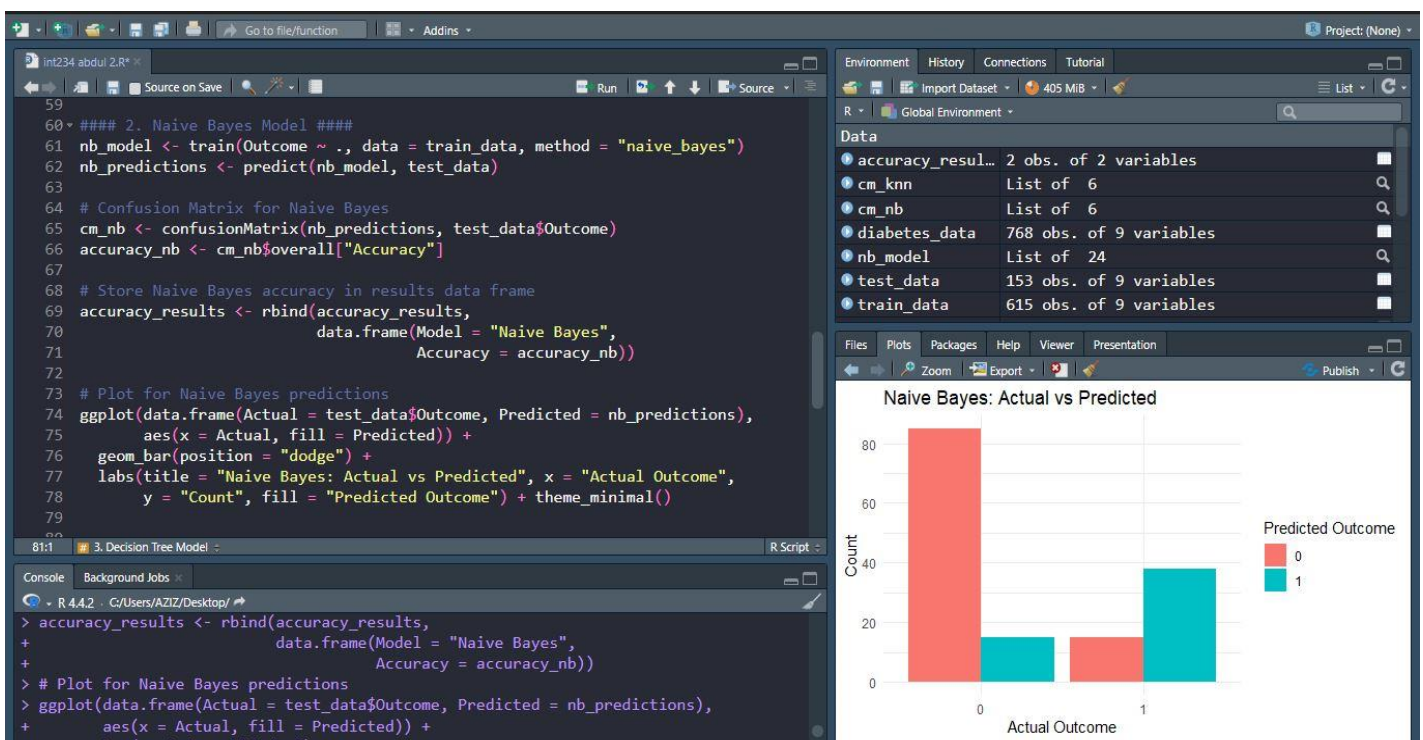 Go to file/function
Addins
Project: (None)
int234 abdul 2.R*
Source on Save
Run
Source
59
60 #### 2. Naive Bayes Model ####
61 nb_model <- train(Outcome ~ ., data = train_data, method = "naive_bayes")
62 nb_predictions <- predict(nb_model, test_data)
63
64 # Confusion Matrix for Naive Bayes
65 cm_nb <- confusionMatrix(nb_predictions, test_data$Outcome)
66 accuracy_nb <- cm_nb$overall["Accuracy"]
67
68 # Store Naive Bayes accuracy in results data frame
69 accuracy_results <- rbind(accuracy_results,
70 data.frame(Model = "Naive Bayes",
71 Accuracy = accuracy_nb))
72
73 # Plot for Naive Bayes predictions
74 ggplot(data.frame(Actual = test_data$Outcome, Predicted = nb_predictions),
75 aes(x = Actual, fill = Predicted)) +
76 geom_bar(position = "dodge") +
77 labs(title = "Naive Bayes: Actual vs Predicted", x = "Actual Outcome",
78 y = "Count", fill = "Predicted Outcome") + theme_minimal()
79
81:1 # 3. Decision Tree Model R Script
Console Background Jobs
R 4.4.2 · C:/Users/AZIZ/Desktop/
> accuracy_results <- rbind(accuracy_results,
+ data.frame(Model = "Naive Bayes",
+ Accuracy = accuracy_nb))
> # Plot for Naive Bayes predictions
> ggplot(data.frame(Actual = test_data$Outcome, Predicted = nb_predictions),
+ aes(x = Actual, fill = Predicted)) +
Environment History Connections Tutorial
Import Dataset 405 MiB List
R Global Environment
Data
accuracy_resul… 2 obs. of 2 variables
cm_knn List of 6
cm_nb List of 6
diabetes_data 768 obs. of 9 variables
nb_model List of 24
test_data 153 obs. of 9 variables
train_data 615 obs. of 9 variables
Files Plots Packages Help Viewer Presentation
Zoom Export Publish
Naive Bayes: Actual vs Predicted
80
60
40
20
0
Count
0 1
Actual Outcome
Predicted Outcome
0
1